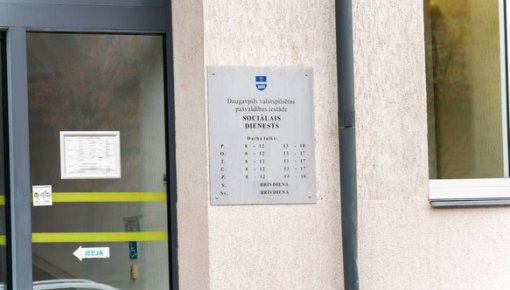 Daugavpils valstspilsētas
pašvaldības iestāde
SOCIĀLAIS
DIENESTS
Darba laiks:
P. 8 - 12 13 - 18
O. 8 - 12 13 - 17
T. 8 - 12 13 - 17
C. 8 - 12 13 - 17
P. 8 - 12 13 - 16
S. BRĪVDIENA
Sv. BRĪVDIENA
IEEJA